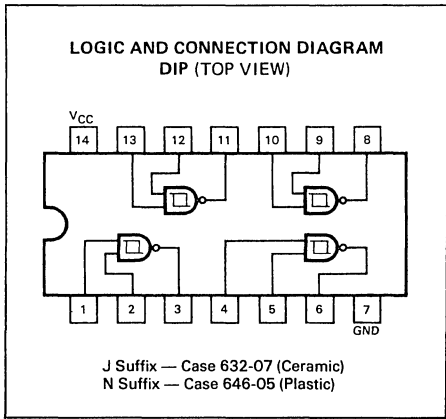 LOGIC AND CONNECTION DIAGRAM
DIP (TOP VIEW)
VCC
14 13 12 11 10 9 8
1 2 3 4 5 6 7
GND
J Suffix — Case 632-07 (Ceramic)
N Suffix — Case 646-05 (Plastic)